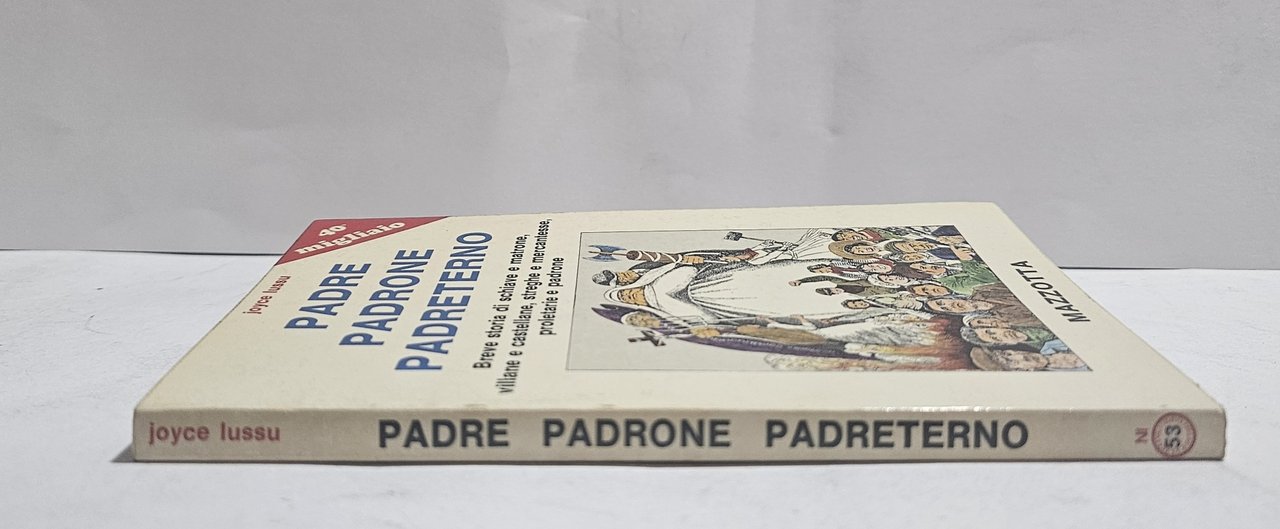 40
migliaio
joyce lussu
PADRE
PADRONE
PADRETERNO
Breve storia di schiave e matrone,
villane e castellane, streghe e mercantesse,
proletarie e padrone
MAZZOTTA
joyce lussu PADRE PADRONE PADRETERNO NI 53